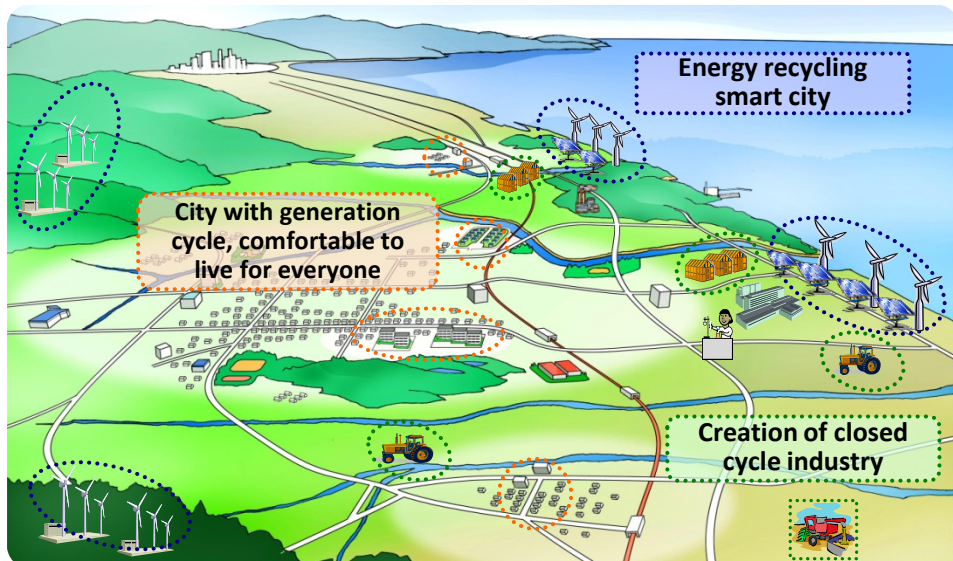 Energy recycling
smart city
City with generation
cycle, comfortable to
live for everyone
Creation of closed
cycle industry